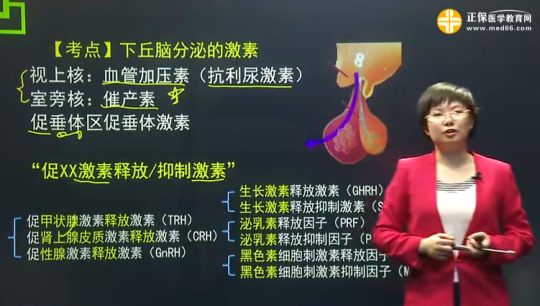 正保医学教育网
www.med66.com
【考点】下丘脑分泌的激素
视上核：血管加压素（抗利尿激素）
室旁核：催产素
促垂体区促垂体激素
“促XX激素释放/抑制激素”
促甲状腺激素释放激素（TRH）
促肾上腺皮质激素释放激素（CRH）
促性腺激素释放激素（GnRH）
生长激素释放激素（GHRH）
生长激素释放抑制激素（S
泌乳素释放因子（PRF）
泌乳素释放抑制因子（P
黑色素细胞刺激素释放因子
黑色素细胞刺激素抑制因子（M